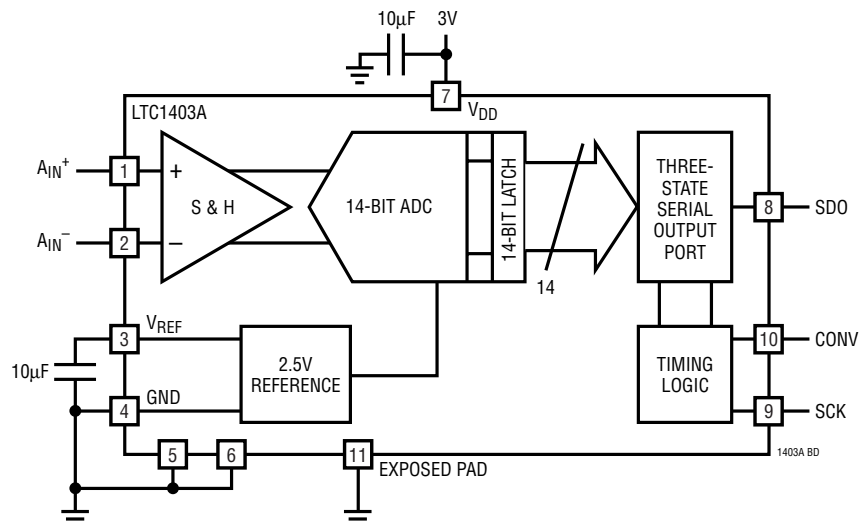 10µF 3V
7
LTC1403A
VDD
AIN+ 1 +
S & H
AIN– 2 –
14-BIT ADC
14-BIT LATCH
14
THREE-
STATE
SERIAL
OUTPUT
PORT
8 SDO
3 VREF
10µF
4 GND
2.5V
REFERENCE
TIMING
LOGIC
10 CONV
9 SCK
5 6 11 EXPOSED PAD
1403A BD